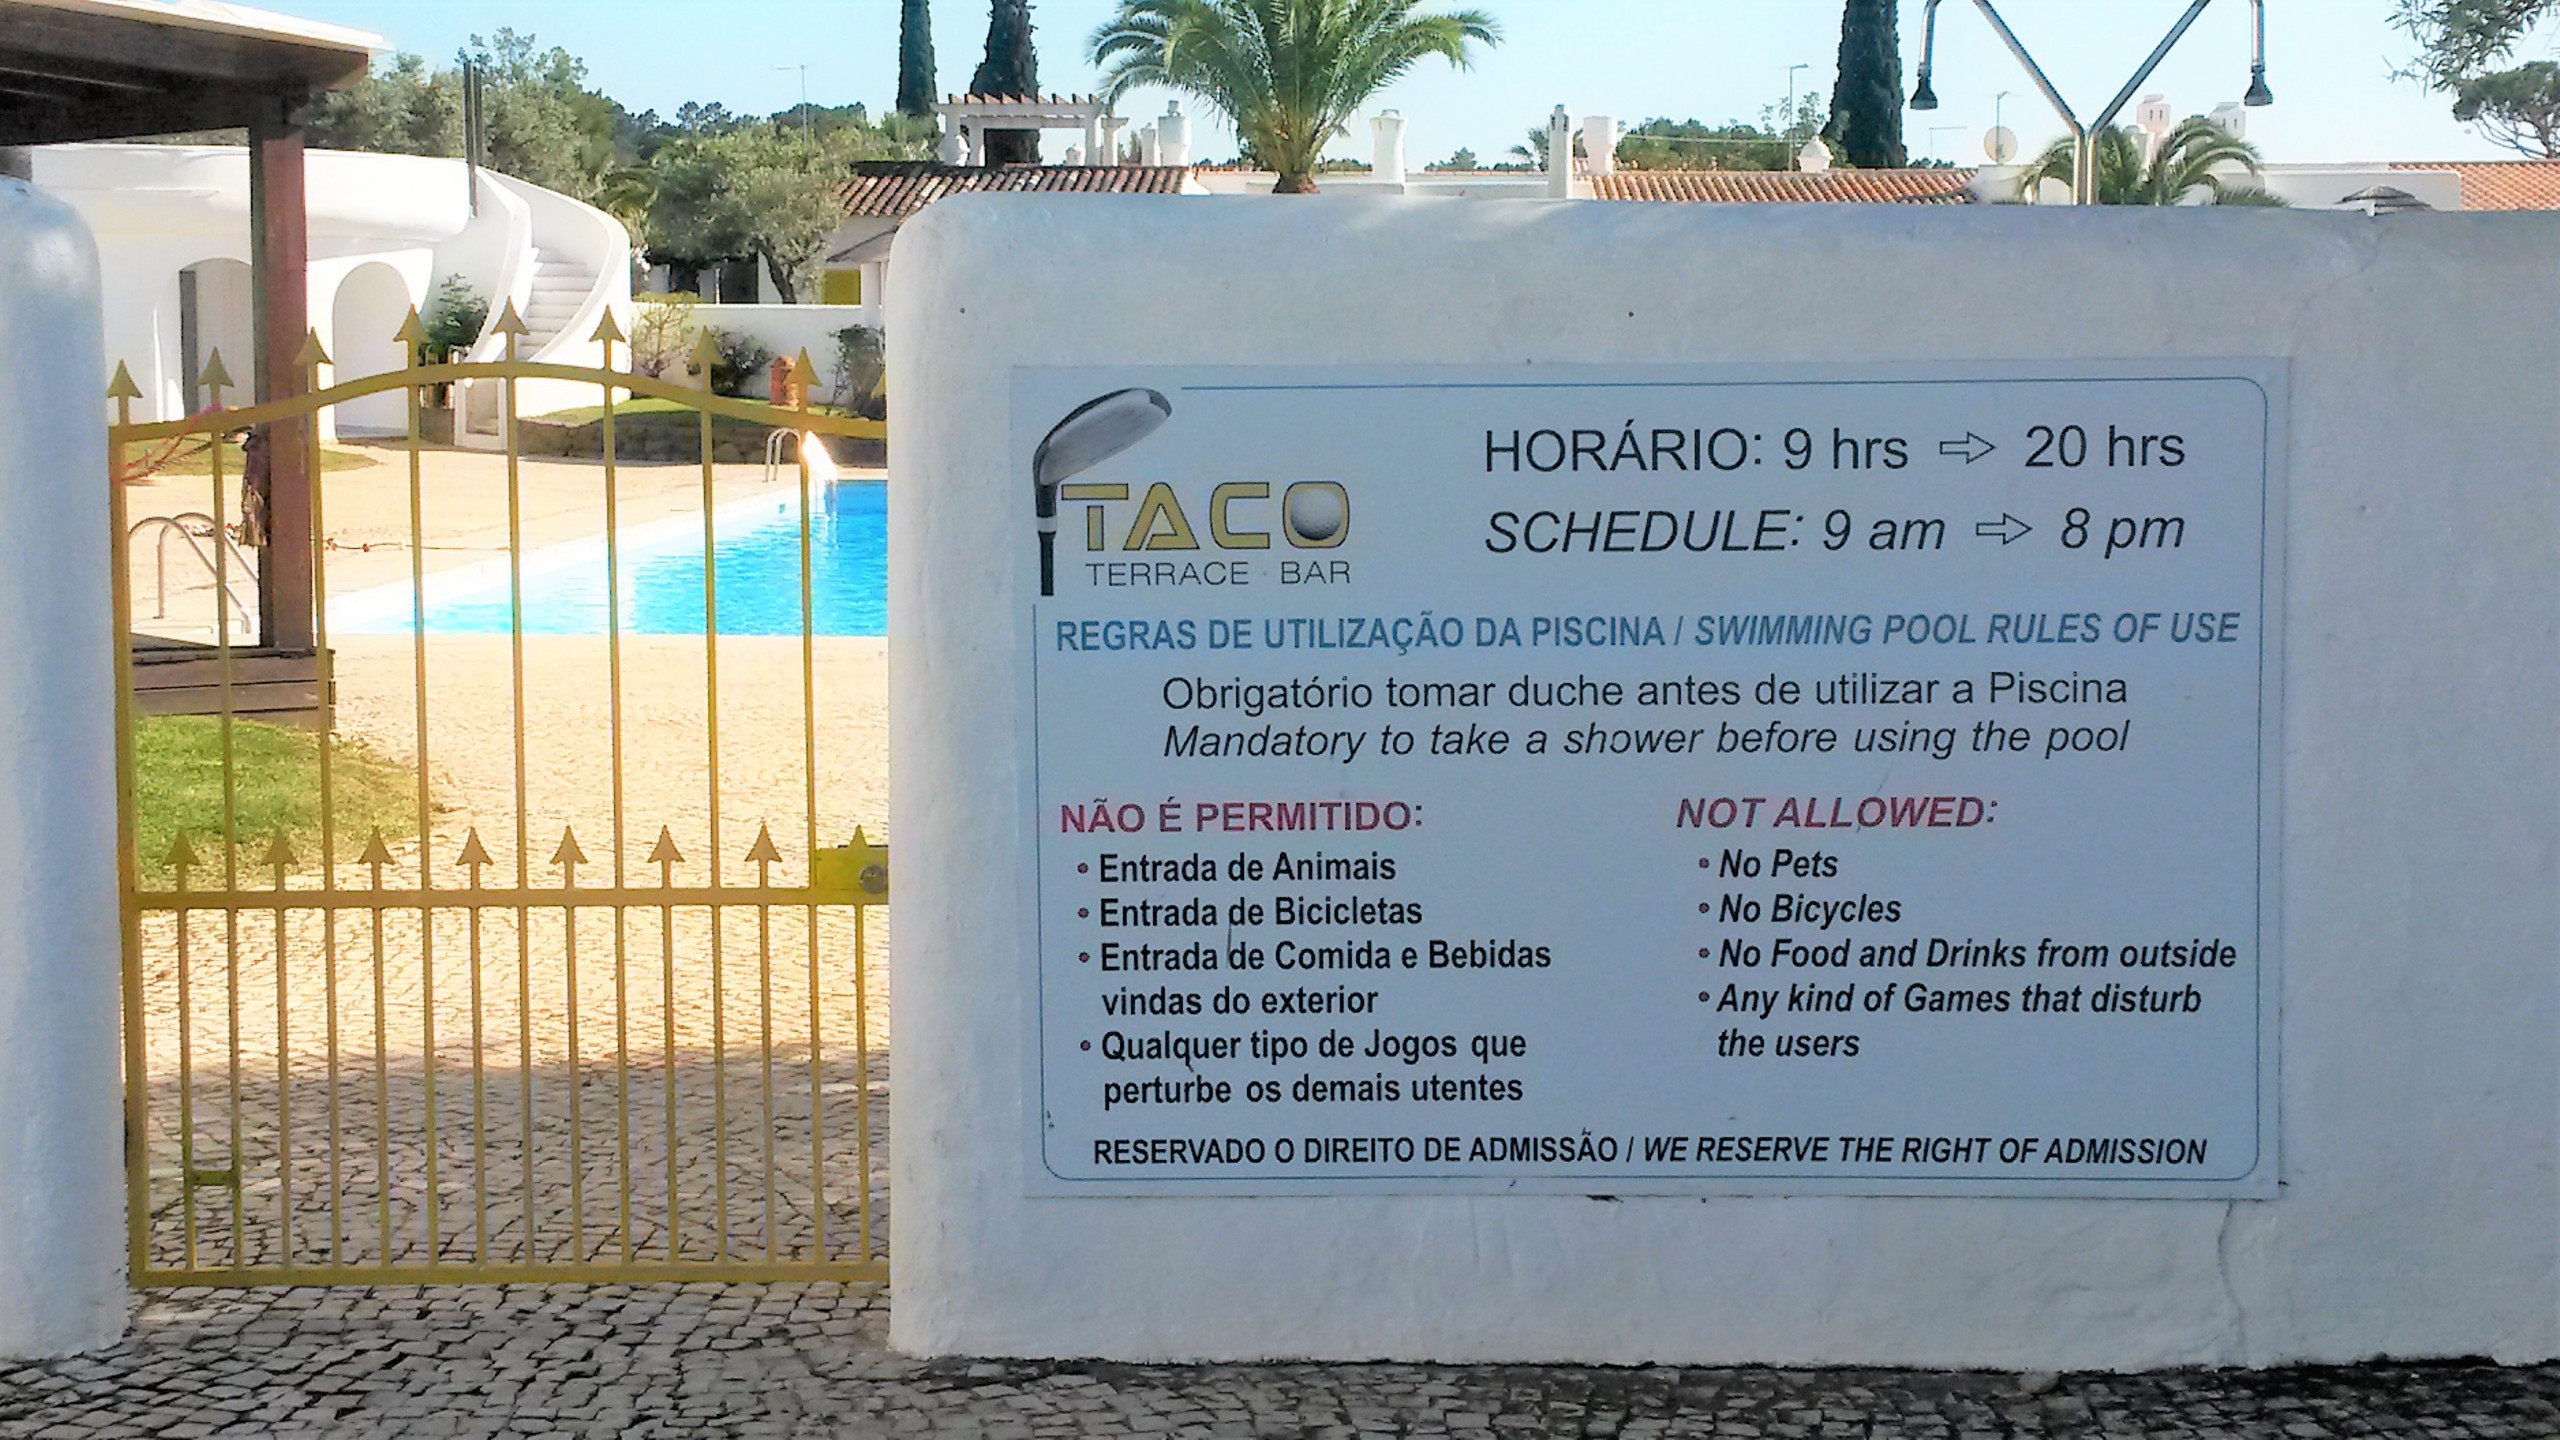 TACO
TERRACE BAR
HORÁRIO: 9 hrs ⇨ 20 hrs
SCHEDULE: 9 am ⇨ 8 pm
REGRAS DE UTILIZAÇÃO DA PISCINA / SWIMMING POOL RULES OF USE
Obrigatório tomar duche antes de utilizar a Piscina
Mandatory to take a shower before using the pool
NÃO É PERMITIDO:
• Entrada de Animais
• Entrada de Bicicletas
• Entrada de Comida e Bebidas
vindas do exterior
• Qualquer tipo de Jogos que
perturbe os demais utentes
NOT ALLOWED:
• No Pets
• No Bicycles
• No Food and Drinks from outside
• Any kind of Games that disturb
the users
RESERVADO O DIREITO DE ADMISSÃO / WE RESERVE THE RIGHT OF ADMISSION